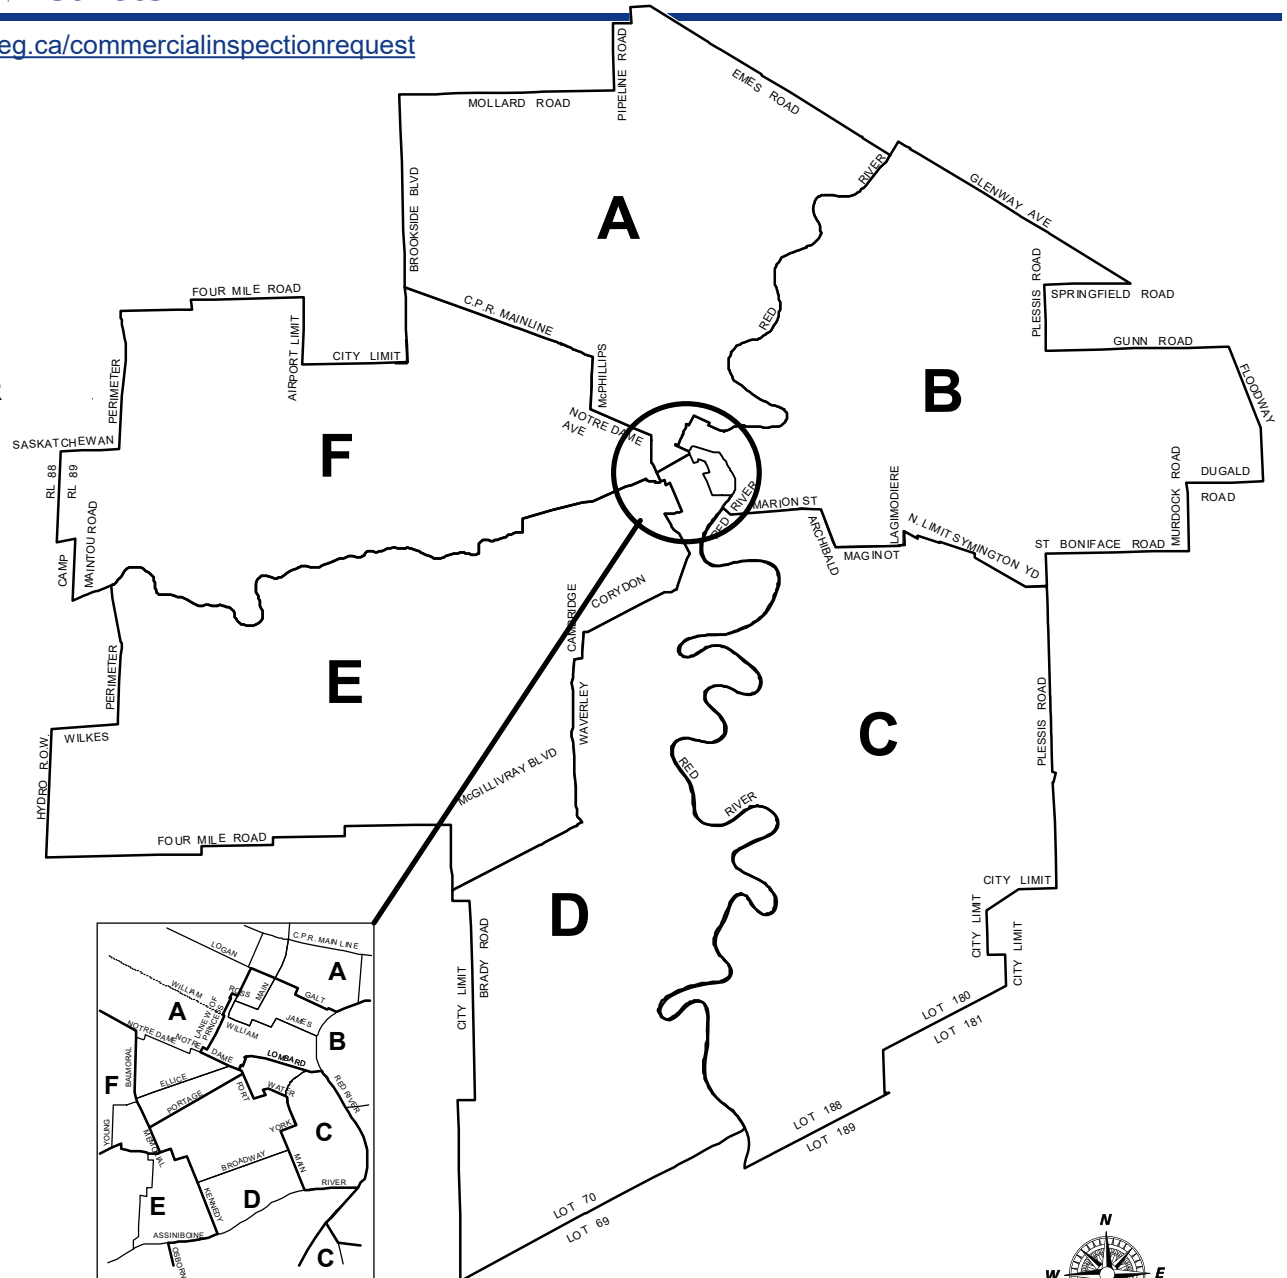 eg.ca/commercialinspectionrequest
PIPELINE ROAD
EMES ROAD
MOLLARD ROAD
RIVER
GLENWAY AVE
BROOKSIDE BLVD
A
PLESSIS ROAD
SPRINGFIELD ROAD
FOUR MILE ROAD
C.P.R. MAINLINE
RED
AIRPORT LIMIT
CITY LIMIT
GUNN ROAD
McPHILLIPS
PERIMETER
B
FLOODWAY
NOTRE DAME
AVE
SASKATCHEWAN
F
RL 88
RL 89
MURDOCK ROAD
DUGALD
ROAD
RED RIVER
MARION ST
LAGIMODIERE
ARCHIBALD
N. LIMIT SYMINGTON YD
MAGINOT
ST BONIFACE ROAD
CAMP
MAINTOU ROAD
CORYDON
CAMBRIDGE
E
PERIMETER
WAVERLEY
PLESSIS ROAD
C
WILKES
HYDRO R.O.W.
McGILLIVRAY BLVD
RED
RIVER
FOUR MILE ROAD
CITY LIMIT
D
BRADY ROAD
CITY LIMIT
CITY LIMIT
CITY LIMIT
LOT 180
LOT 181
LOT 188
LOT 189
LOT 70
LOT 69
C.P.R. MAIN LINE
LOGAN
A
WILLIAM
ROSS
MAIN
GALT
A
LANE W. OF
PRINCESS
JAMES
WILLIAM
B
NOTRE DAME
NOTRE
DAME
LOMBARD
BALMORAL
F
ELLICE
PORTAGE
FORT
WATER
RED RIVER
YOUNG
MEMORIAL
YORK
C
BROADWAY
MAIN
KENNEDY
D
RIVER
E
ASSINIBOINE
OSBORN
C
N
W
E